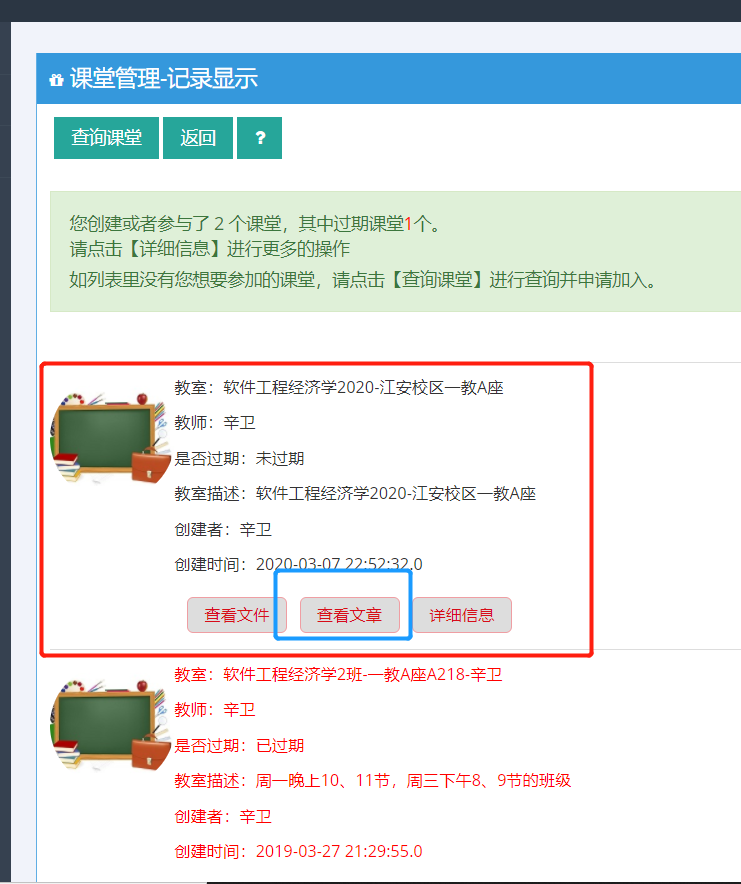 课堂管理-记录显示
查询课堂 返回 ?
您创建或者参与了 2 个课堂，其中过期课堂1个。
请点击【详细信息】进行更多的操作
如列表里没有您想要参加的课堂，请点击【查询课堂】进行查询并申请加入。
教室：软件工程经济学2020-江安校区一教A座
教师：辛卫
是否过期：未过期
教室描述：软件工程经济学2020-江安校区一教A座
创建者：辛卫
创建时间：2020-03-07 22:52:32.0
查看文件 查看文章 详细信息
教室：软件工程经济学2班-一教A座A218-辛卫
教师：辛卫
是否过期：已过期
教室描述：周一晚上10、11节，周三下午8、9节的班级
创建者：辛卫
创建时间：2019-03-27 21:29:55.0